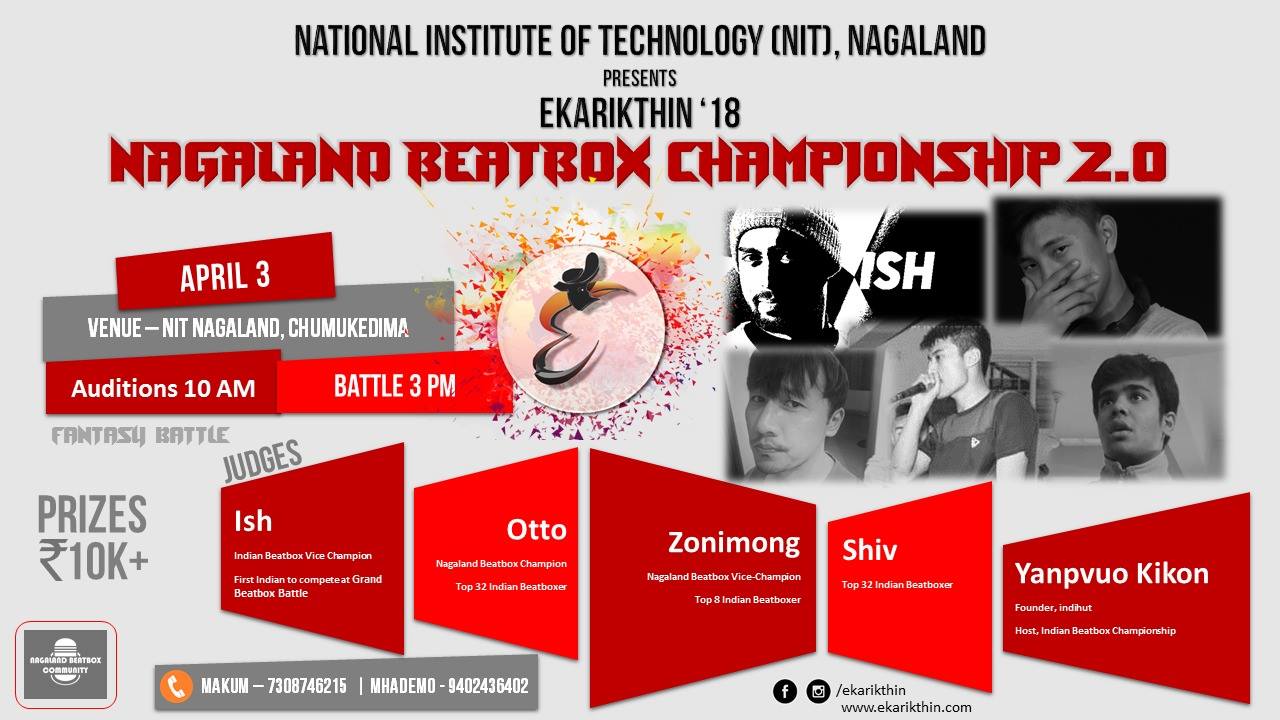 NATIONAL INSTITUTE OF TECHNOLOGY (NIT), NAGALAND
PRESENTS
EKARIKTHIN ‘18
NAGALAND BEATBOX CHAMPIONSHIP 2.0
APRIL 3
VENUE – NIT NAGALAND, CHUMUKEDIMA
Auditions 10 AM
BATTLE 3 PM
FANTASY BATTLE
ISH
JUDGES
PRIZES
₹10K+
Ish
Indian Beatbox Vice Champion
First Indian to compete at Grand
Beatbox Battle
Otto
Nagaland Beatbox Champion
Top 32 Indian Beatboxer
Zonimong
Nagaland Beatbox Vice-Champion
Top 8 Indian Beatboxer
Shiv
Top 32 Indian Beatboxer
Yanpvuo Kikon
Founder, indihut
Host, Indian Beatbox Championship
NAGALAND BEATBOX
COMMUNITY
MAKUM – 7308746215 | MHADEMO - 9402436402
/ekarikthin
www.ekarikthin.com